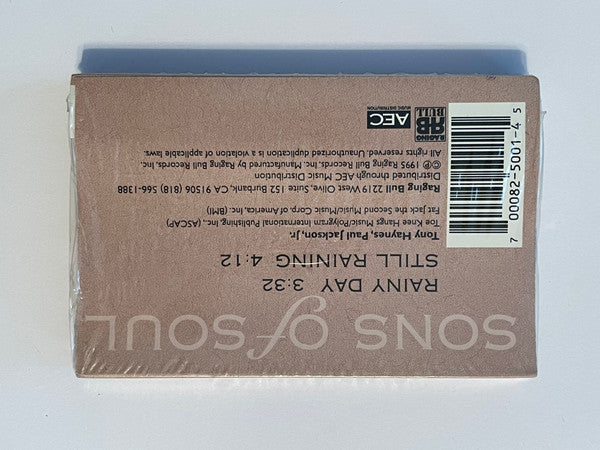 SONS of SOUL
RAINY DAY 3:32
STILL RAINING 4:12
Tony Haynes, Paul Jackson, Jr.
Toe Knee Hangs Music/Polygram International Publishing, Inc., (ASCAP)
Fat Jack the Second Music/Music Corp. of America, Inc. (BMI)
Raging Bull 2219 West Olive, Suite 152 Burbank, CA 91506 (818) 566-1388
Distributed through AEC Music Distribution
©℗ 1995 Raging Bull Records, Inc. Manufactured by Raging Bull Records, Inc.
All rights reserved. Unauthorized duplication is a violation of applicable laws.
AEC
MUSIC DISTRIBUTION
RAGING
RB
BULL
7 00082-5001-4 5